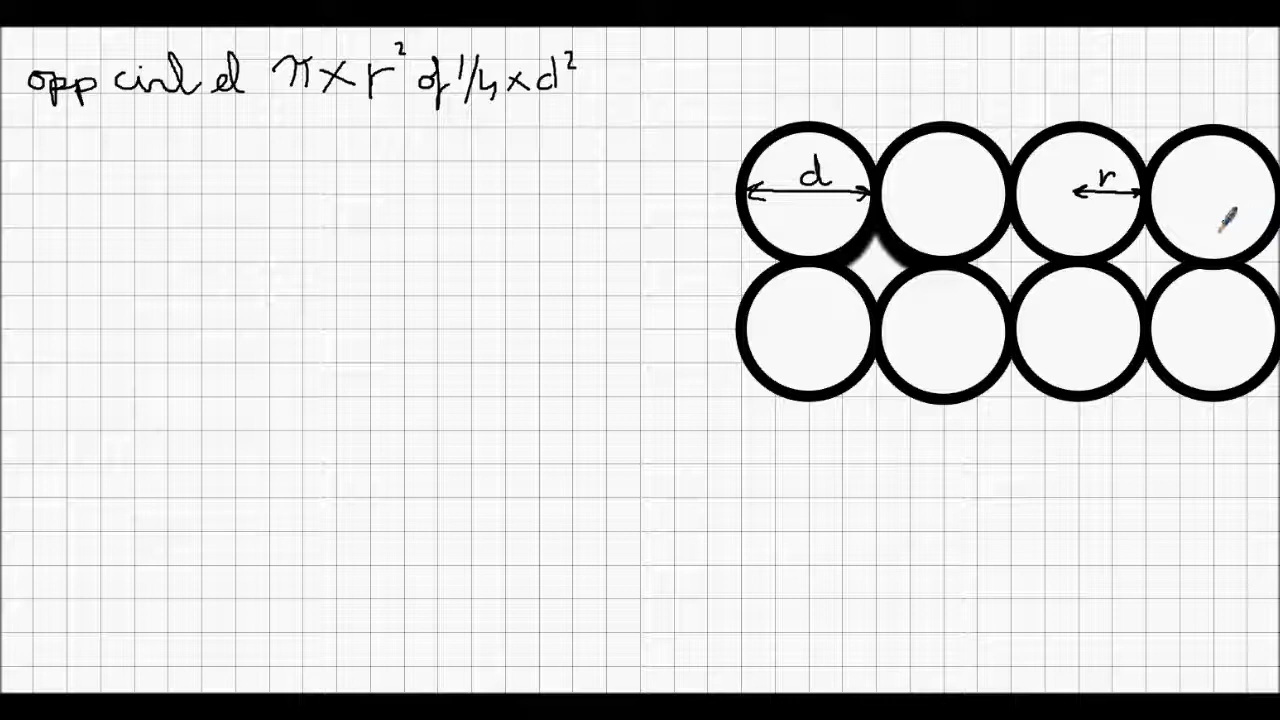 opp cirkel π × r² of 1/4 × d²
d
r